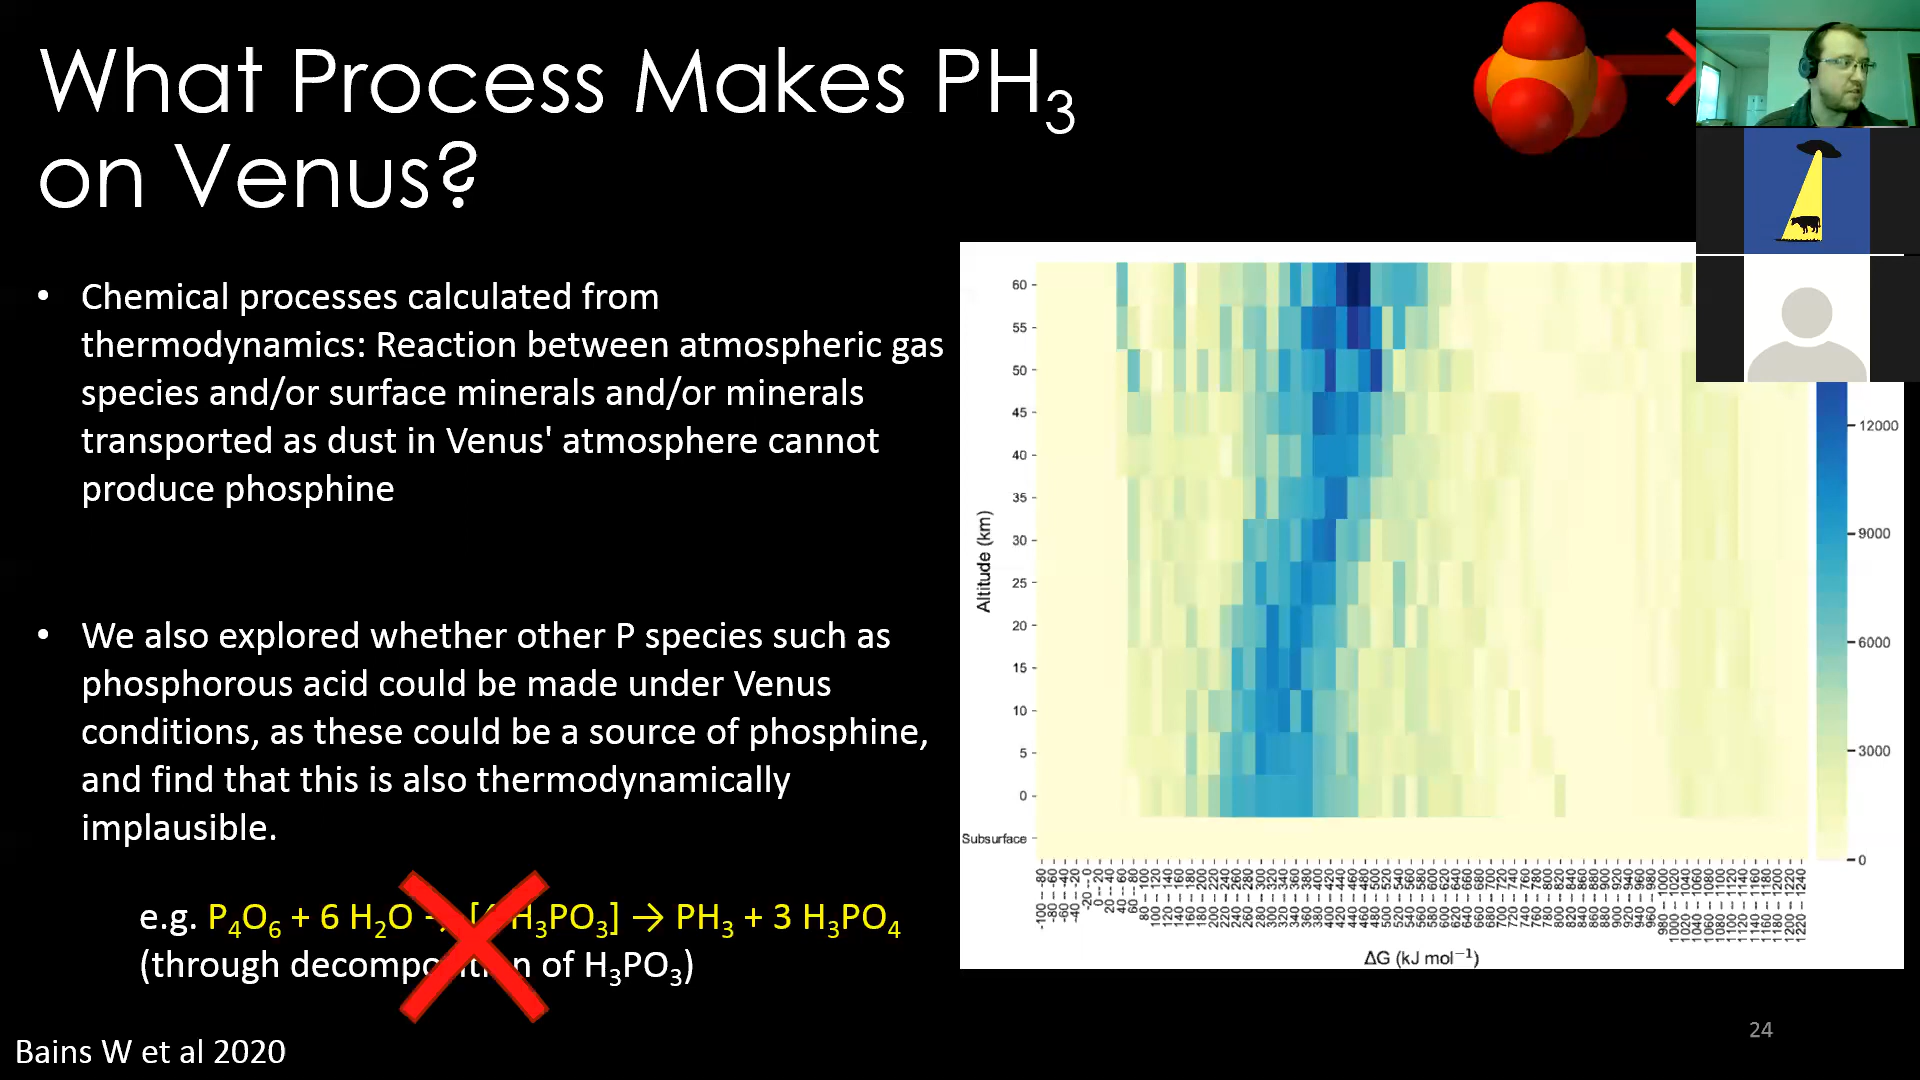 What Process Makes PH₃
on Venus?
• Chemical processes calculated from
thermodynamics: Reaction between atmospheric gas
species and/or surface minerals and/or minerals
transported as dust in Venus' atmosphere cannot
produce phosphine
• We also explored whether other P species such as
phosphorous acid could be made under Venus
conditions, as these could be a source of phosphine,
and find that this is also thermodynamically
implausible.
e.g. P₄O₆ + 6 H₂O H₃PO₃] → PH₃ + 3 H₃PO₄
(through decomposition of H₃PO₃)
Bains W et al 2020
Altitude (km)
60
55
50
45
40
35
30
25
20
15
10
5
0
Subsurface
ΔG (kJ mol⁻¹)
12000
9000
6000
3000
0
24